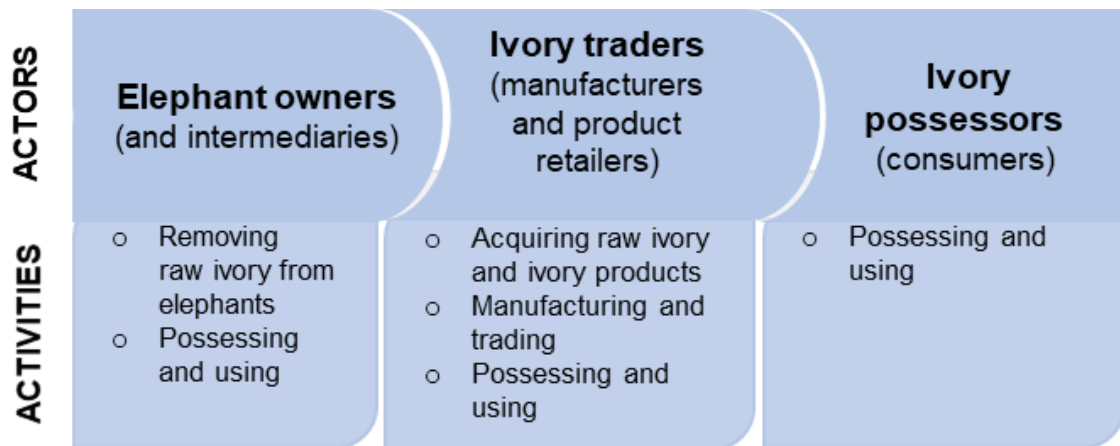 ACTORS
Elephant owners
(and intermediaries)
Ivory traders
(manufacturers
and product
retailers)
Ivory
possessors
(consumers)
ACTIVITIES
o Removing
raw ivory from
elephants
o Possessing
and using
o Acquiring raw ivory
and ivory products
o Manufacturing and
trading
o Possessing and
using
o Possessing and
using